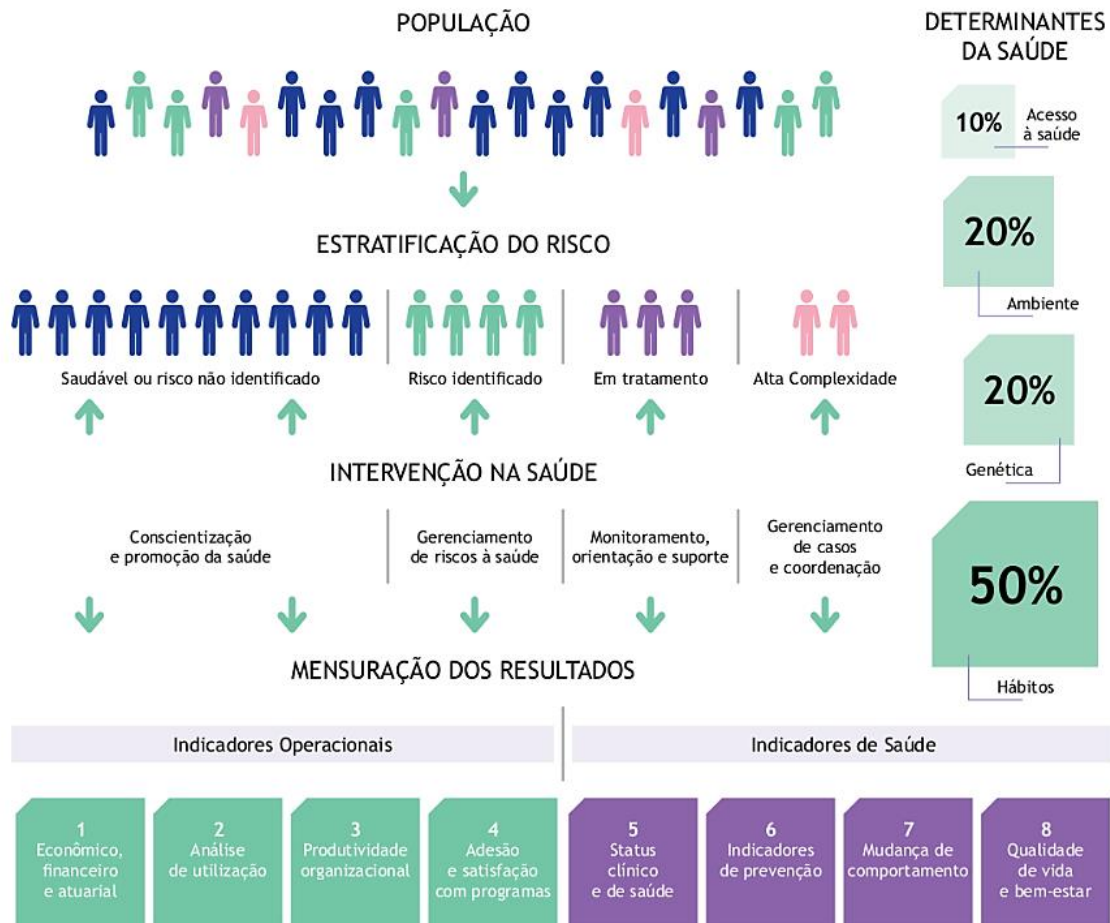 POPULAÇÃO
ESTRATIFICAÇÃO DO RISCO
Saudável ou risco não identificado
Risco identificado
Em tratamento
Alta Complexidade
INTERVENÇÃO NA SAÚDE
Conscientização
e promoção da saúde
Gerenciamento
de riscos à saúde
Monitoramento,
orientação e suporte
Gerenciamento
de casos
e coordenação
MENSURAÇÃO DOS RESULTADOS
Indicadores Operacionais
Indicadores de Saúde
1
Econômico,
financeiro
e atuarial
2
Análise
de utilização
3
Produtividade
organizacional
4
Adesão
e satisfação
com programas
5
Status
clínico
e de saúde
6
Indicadores
de prevenção
7
Mudança de
comportamento
8
Qualidade
de vida
e bem-estar
DETERMINANTES
DA SAÚDE
10%
Acesso
à saúde
20%
Ambiente
20%
Genética
50%
Hábitos